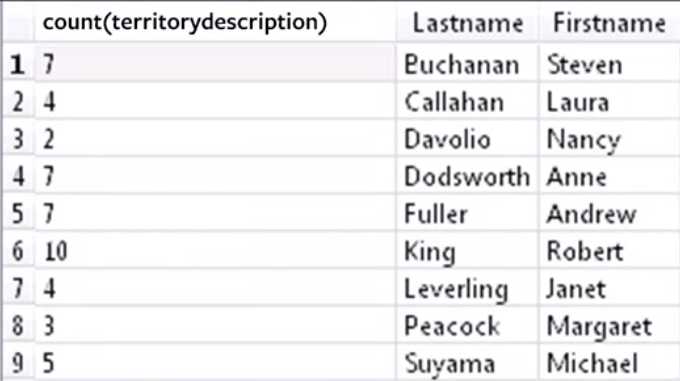 count(territorydescription) Lastname Firstname
1 7 Buchanan Steven
2 4 Callahan Laura
3 2 Davolio Nancy
4 7 Dodsworth Anne
5 7 Fuller Andrew
6 10 King Robert
7 4 Leverling Janet
8 3 Peacock Margaret
9 5 Suyama Michael